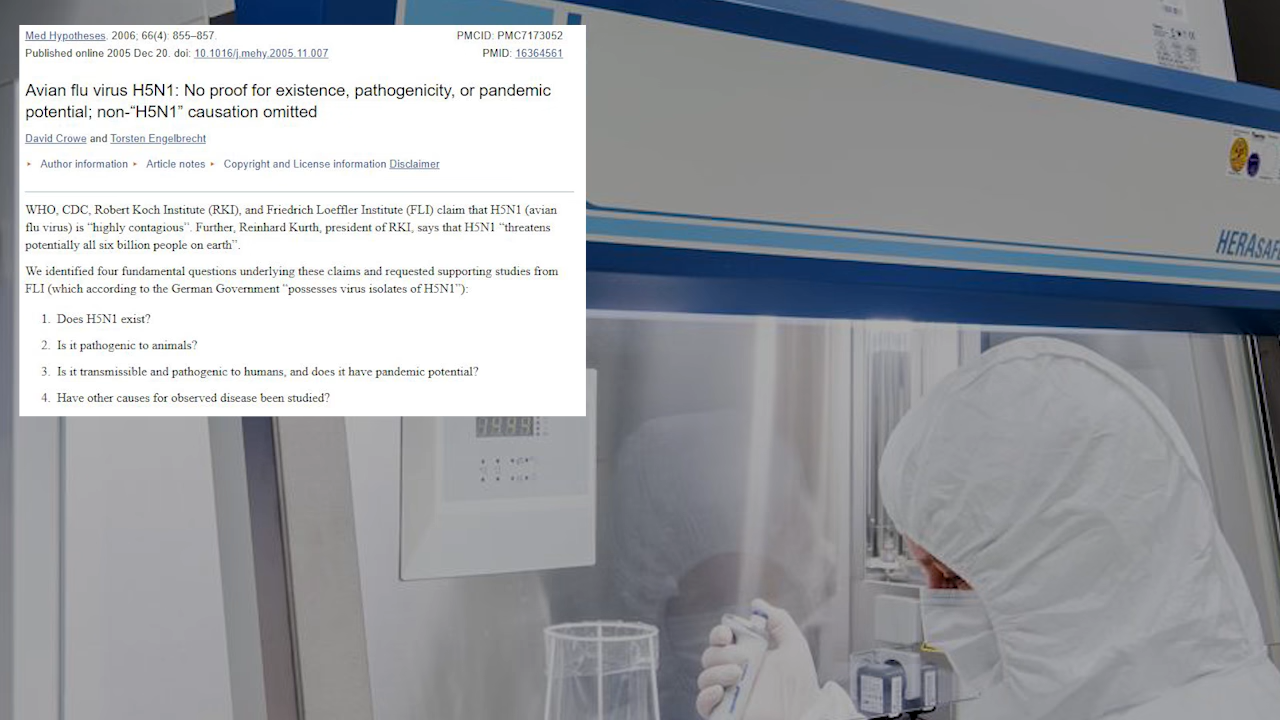 Med Hypotheses. 2006; 66(4): 855–857.
PMCID: PMC7173052
Published online 2005 Dec 20. doi: 10.1016/j.mehy.2005.11.007
PMID: 16364561
Avian flu virus H5N1: No proof for existence, pathogenicity, or pandemic
potential; non-“H5N1” causation omitted
David Crowe and Torsten Engelbrecht
▸ Author information ▸ Article notes ▸ Copyright and License information Disclaimer
WHO, CDC, Robert Koch Institute (RKI), and Friedrich Loeffler Institute (FLI) claim that H5N1 (avian
flu virus) is “highly contagious”. Further, Reinhard Kurth, president of RKI, says that H5N1 “threatens
potentially all six billion people on earth”.
We identified four fundamental questions underlying these claims and requested supporting studies from
FLI (which according to the German Government “possesses virus isolates of H5N1”):
1. Does H5N1 exist?
2. Is it pathogenic to animals?
3. Is it transmissible and pathogenic to humans, and does it have pandemic potential?
4. Have other causes for observed disease been studied?
HERASAF